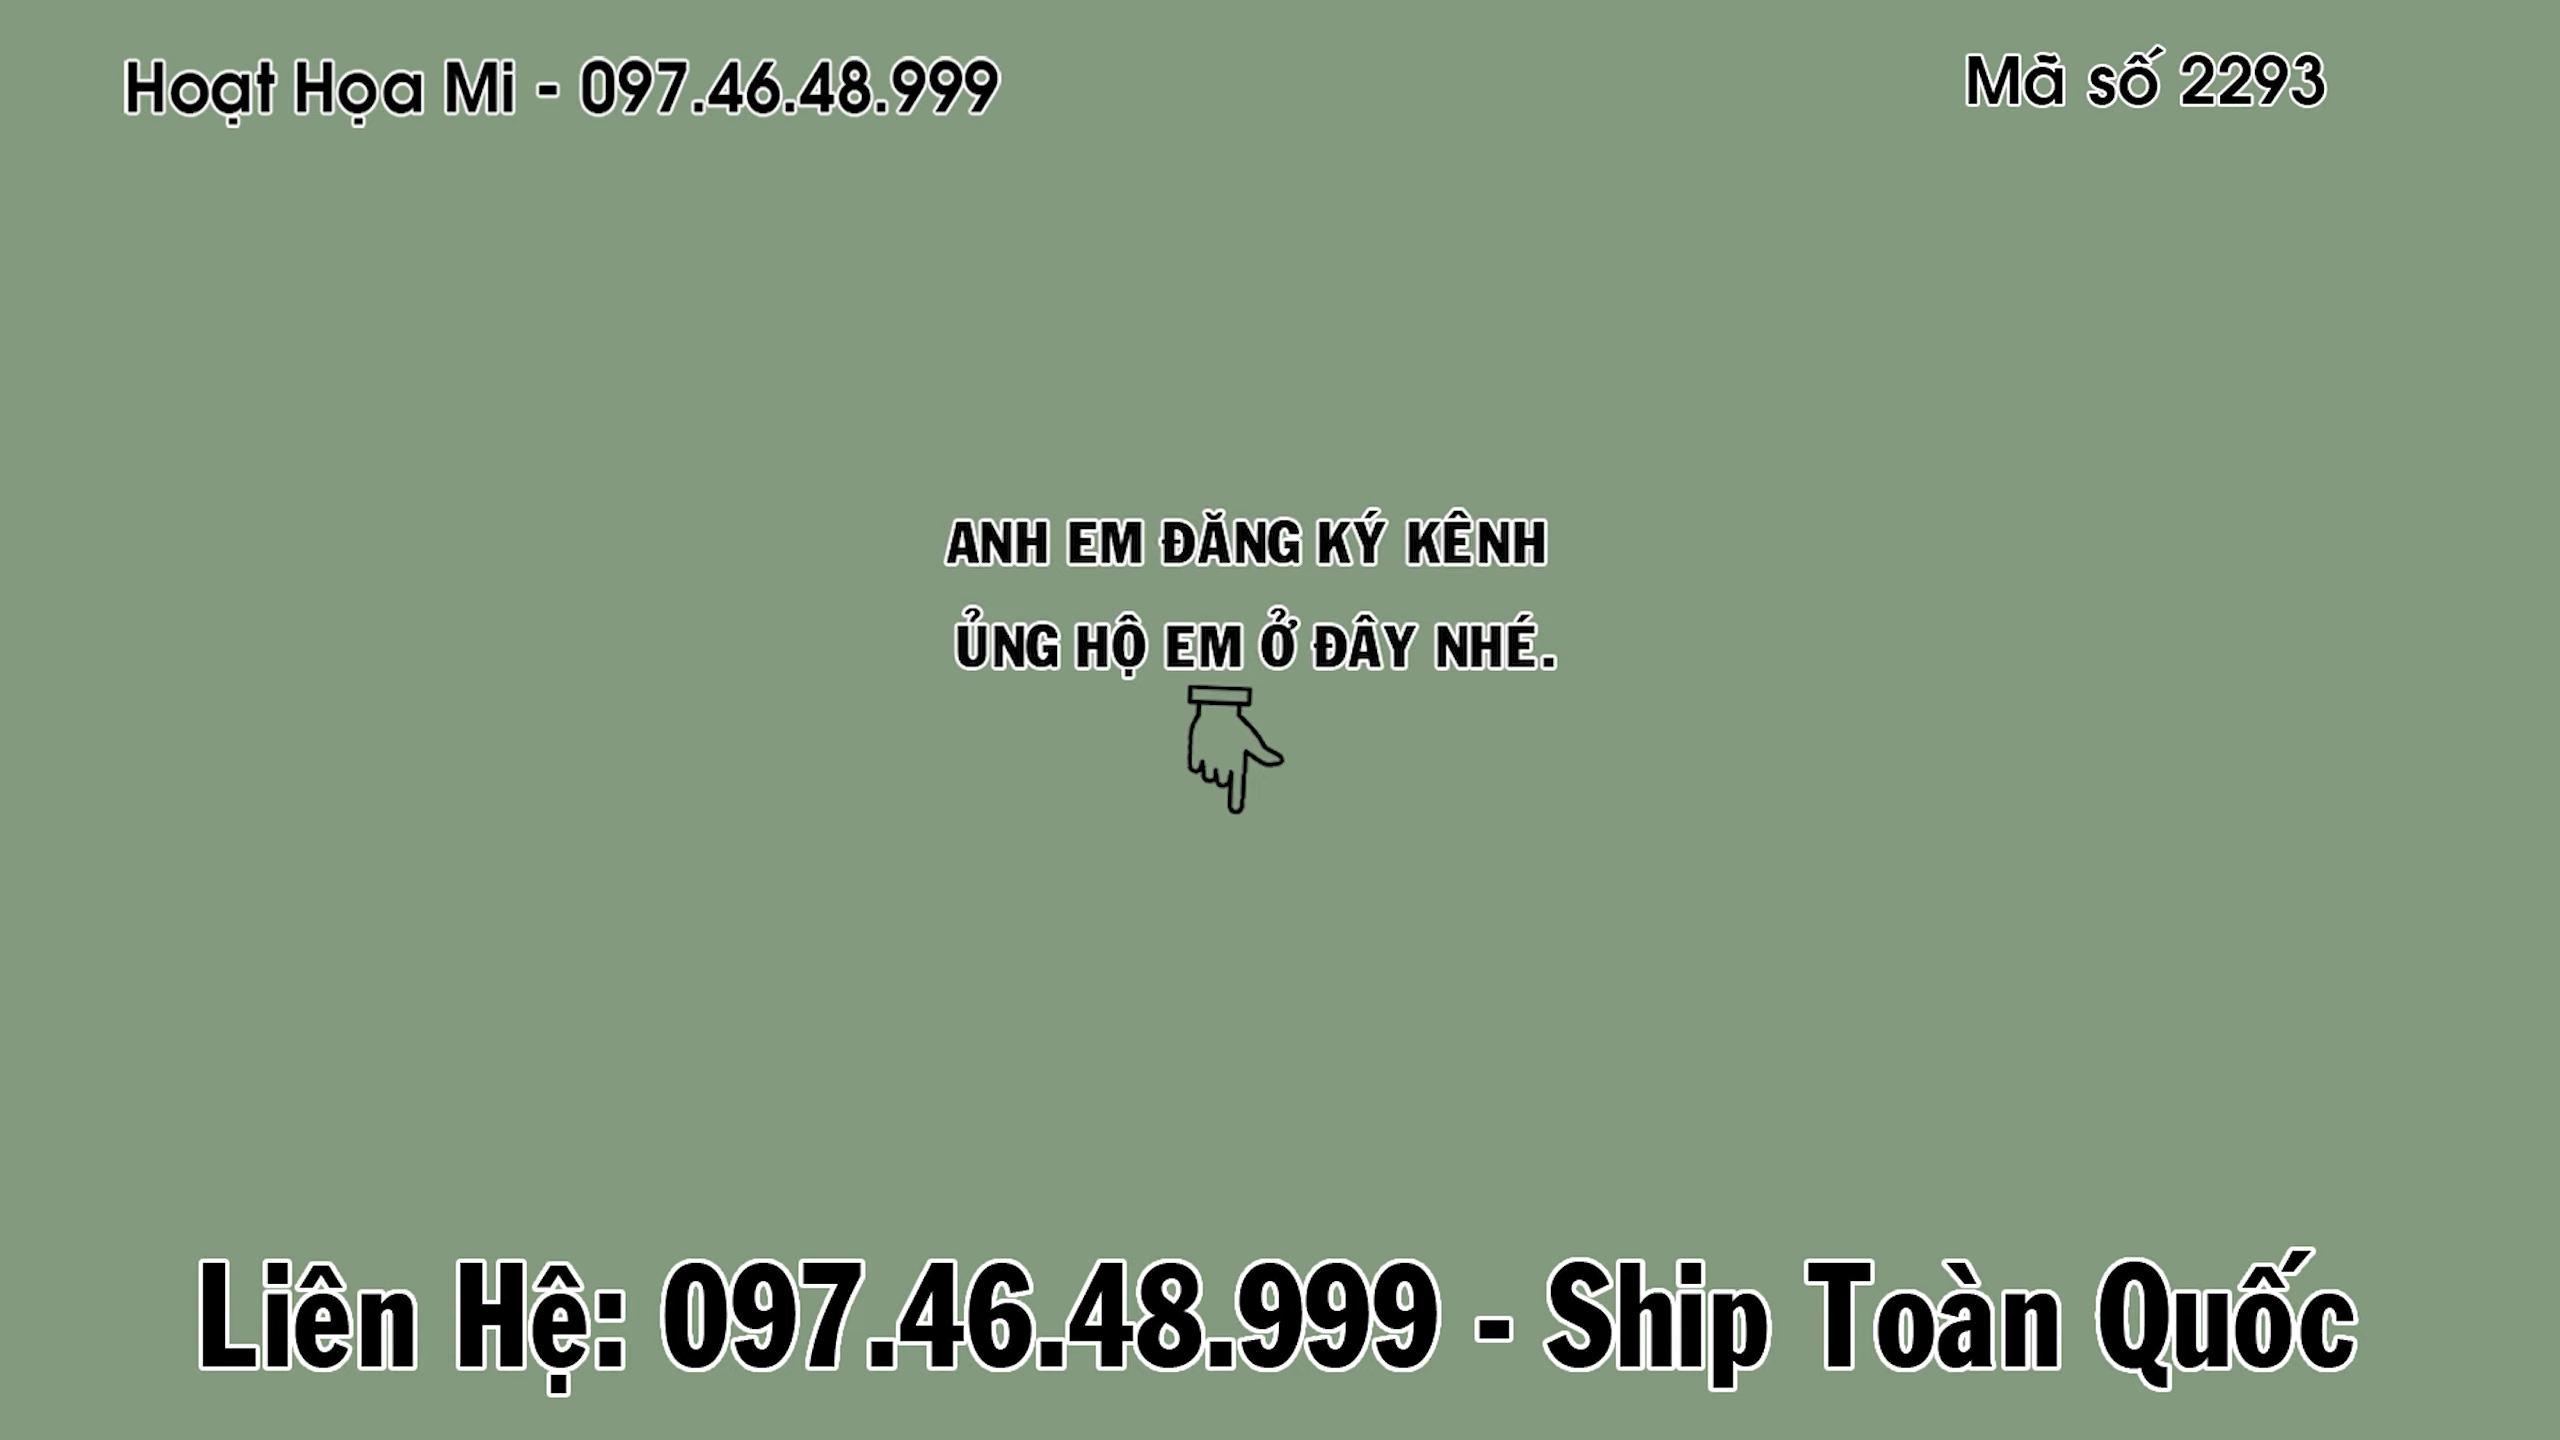 Hoạt Họa Mi - 097.46.48.999
Mã số 2293
ANH EM ĐĂNG KÝ KÊNH
ỦNG HỘ EM Ở ĐÂY NHÉ.
Liên Hệ: 097.46.48.999 - Ship Toàn Quốc